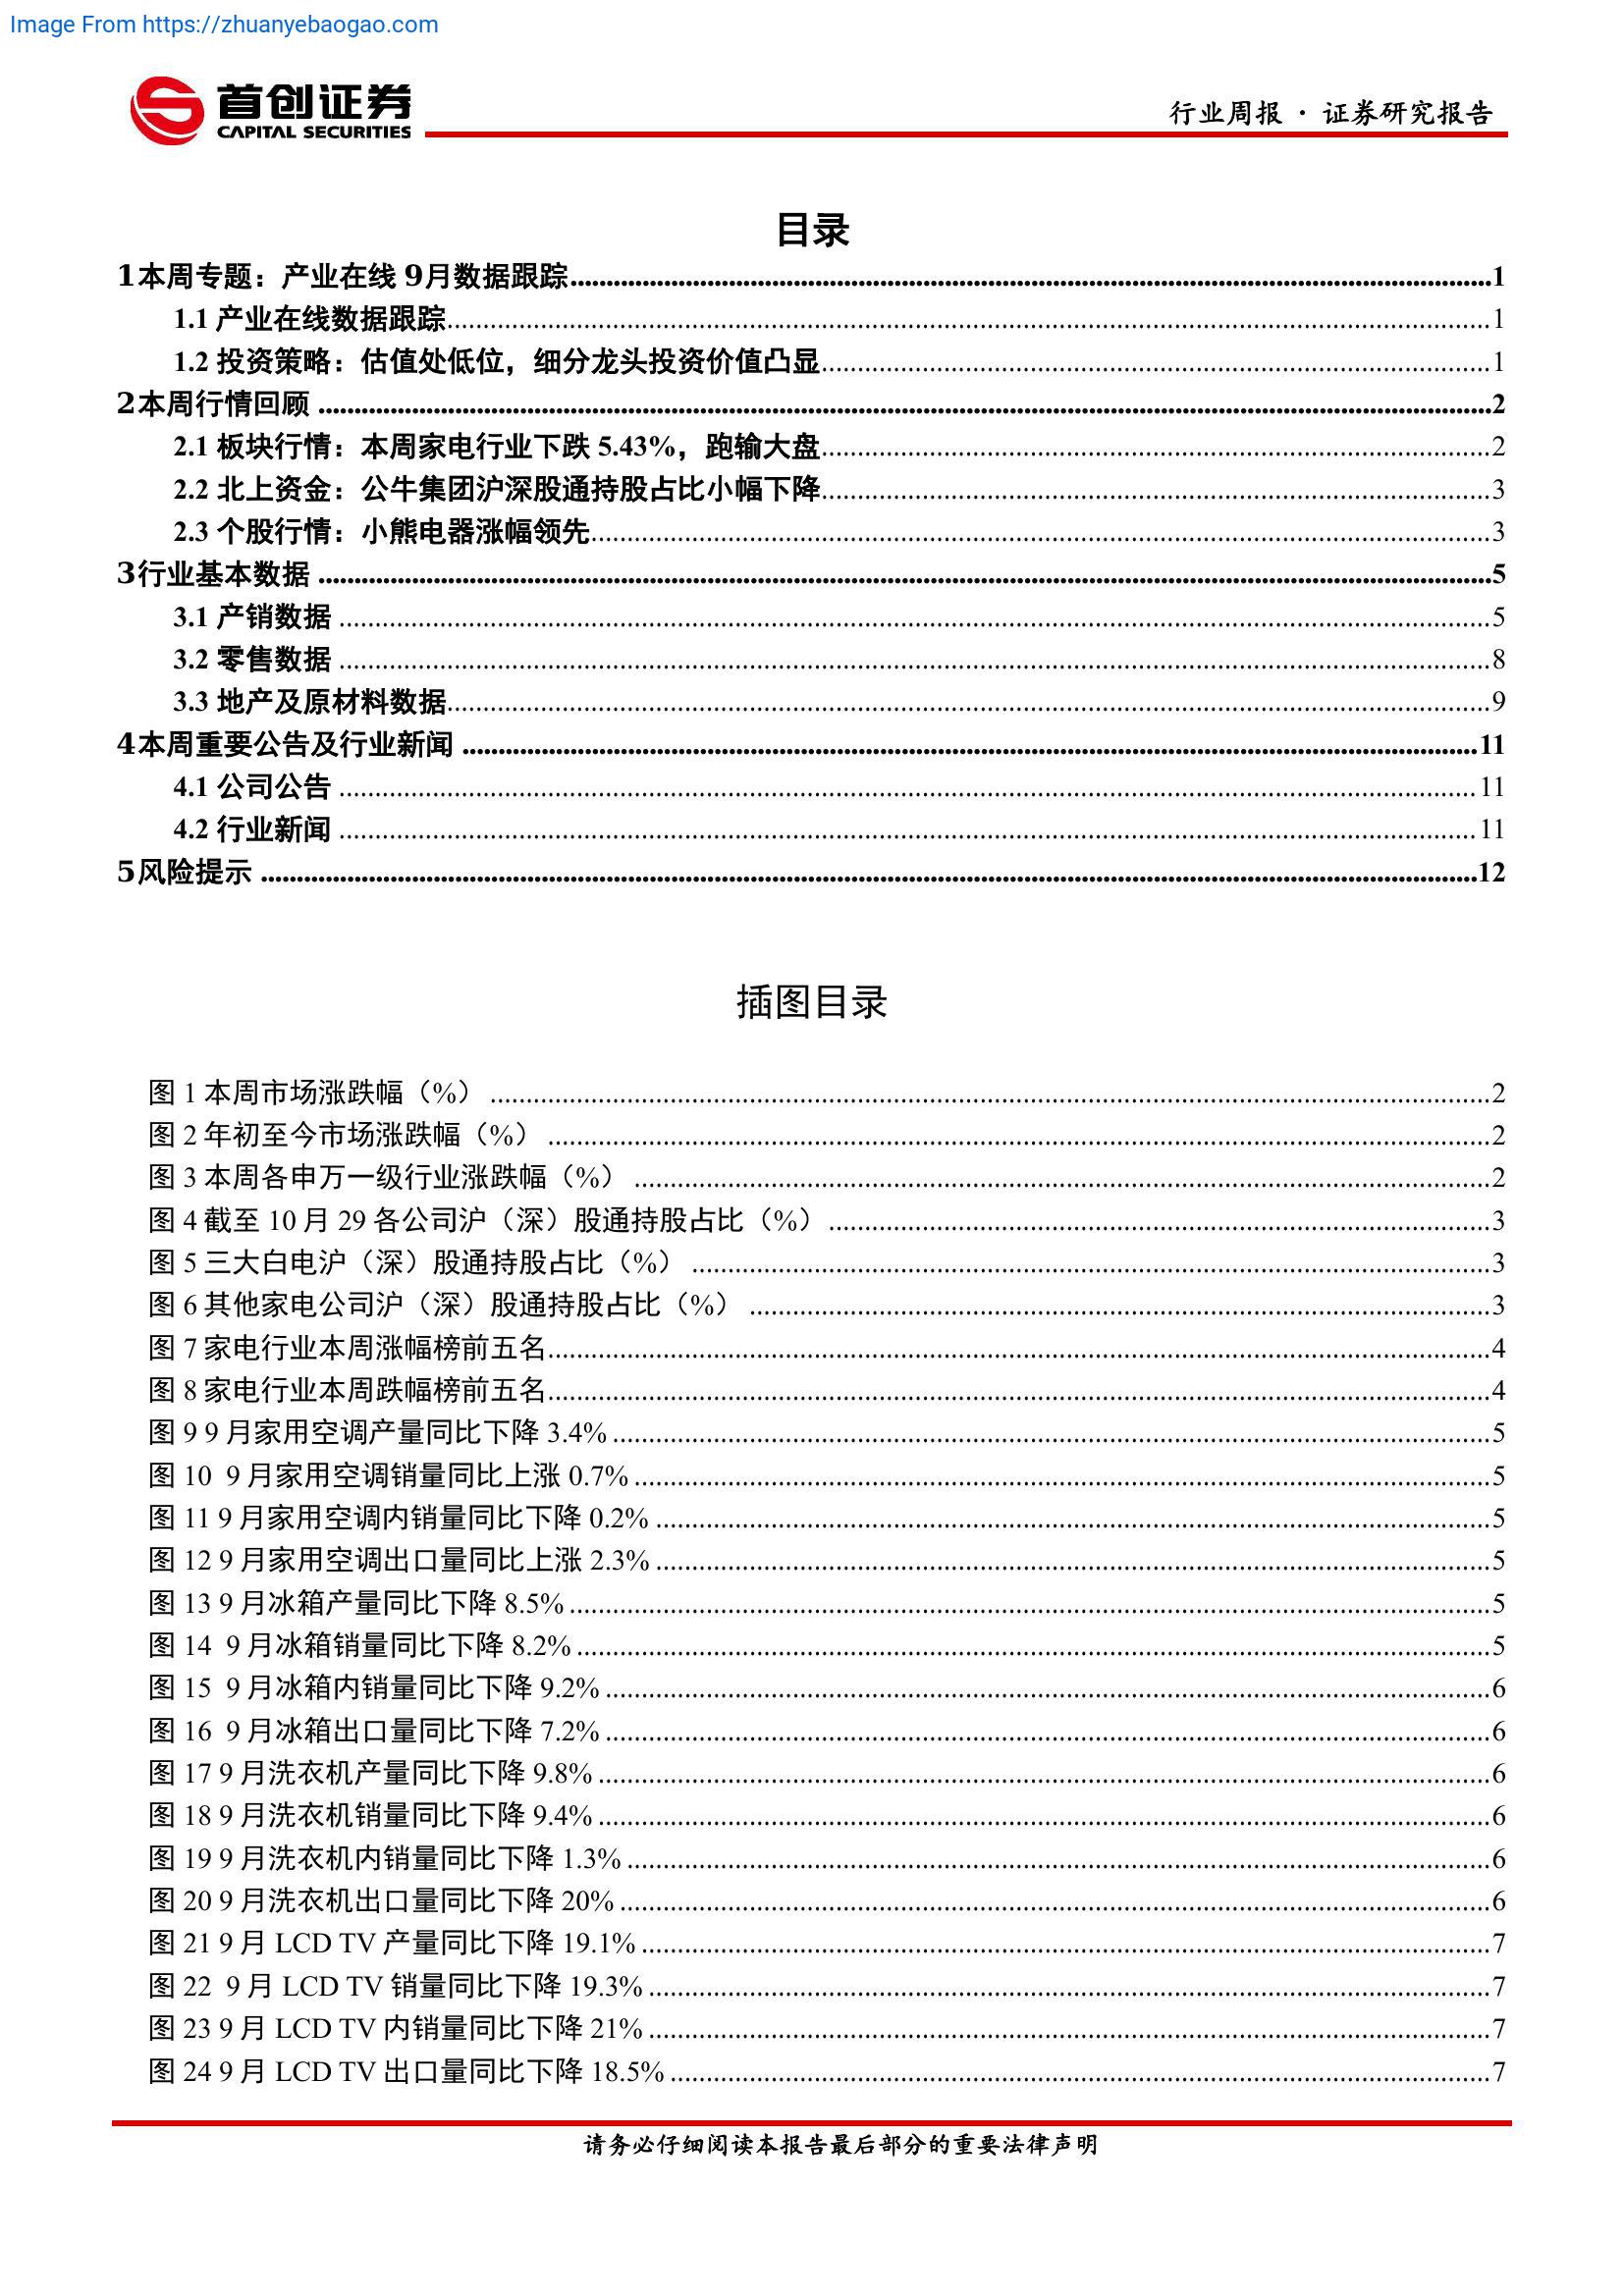 Image From https://zhuanyebaogao.com
首创证券
CAPITAL SECURITIES
行业周报 · 证券研究报告
目录
1本周专题：产业在线 9月数据跟踪 1
1.1 产业在线数据跟踪 1
1.2 投资策略：估值处低位，细分龙头投资价值凸显 1
2本周行情回顾 2
2.1 板块行情：本周家电行业下跌 5.43%，跑输大盘 2
2.2 北上资金：公牛集团沪深股通持股占比小幅下降 3
2.3 个股行情：小熊电器涨幅领先 3
3行业基本数据 5
3.1 产销数据 5
3.2 零售数据 8
3.3 地产及原材料数据 9
4本周重要公告及行业新闻 11
4.1 公司公告 11
4.2 行业新闻 11
5风险提示 12
插图目录
图 1 本周市场涨跌幅（%） 2
图 2 年初至今市场涨跌幅（%） 2
图 3 本周各申万一级行业涨跌幅（%） 2
图 4 截至 10 月 29 各公司沪（深）股通持股占比（%） 3
图 5 三大白电沪（深）股通持股占比（%） 3
图 6 其他家电公司沪（深）股通持股占比（%） 3
图 7 家电行业本周涨幅榜前五名 4
图 8 家电行业本周跌幅榜前五名 4
图 9 9 月家用空调产量同比下降 3.4% 5
图 10 9 月家用空调销量同比上涨 0.7% 5
图 11 9 月家用空调内销量同比下降 0.2% 5
图 12 9 月家用空调出口量同比上涨 2.3% 5
图 13 9 月冰箱产量同比下降 8.5% 5
图 14 9 月冰箱销量同比下降 8.2% 5
图 15 9 月冰箱内销量同比下降 9.2% 6
图 16 9 月冰箱出口量同比下降 7.2% 6
图 17 9 月洗衣机产量同比下降 9.8% 6
图 18 9 月洗衣机销量同比下降 9.4% 6
图 19 9 月洗衣机内销量同比下降 1.3% 6
图 20 9 月洗衣机出口量同比下降 20% 6
图 21 9 月 LCD TV 产量同比下降 19.1% 7
图 22 9 月 LCD TV 销量同比下降 19.3% 7
图 23 9 月 LCD TV 内销量同比下降 21% 7
图 24 9 月 LCD TV 出口量同比下降 18.5% 7
请务必仔细阅读本报告最后部分的重要法律声明